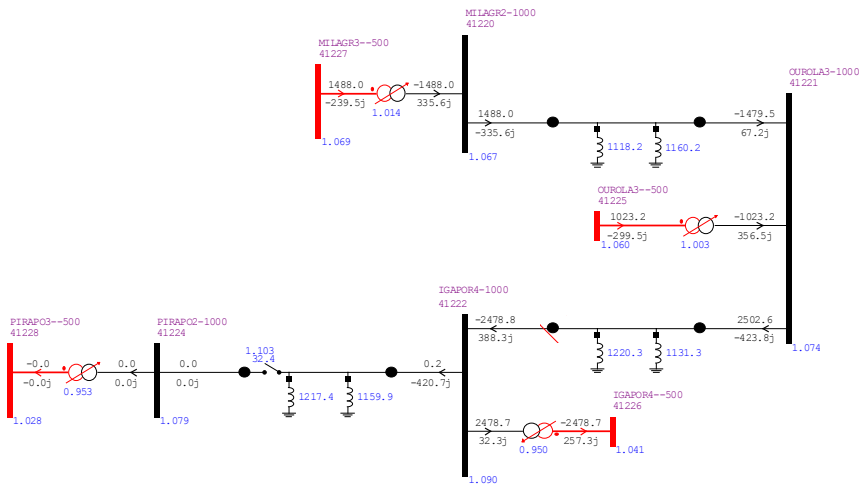 MILAGR2-1000
41220
MILAGR3--500
41227
OUROLA3-1000
41221
1488.0
-239.5j
1.014
-1488.0
335.6j
1.069
1488.0
-335.6j
1118.2
1160.2
-1479.5
67.2j
1.067
OUROLA3--500
41225
1023.2
-299.5j
1.060
1.003
-1023.2
356.5j
IGAPOR4-1000
41222
-2478.8
388.3j
1220.3
1131.3
2502.6
-423.8j
1.074
PIRAPO3--500
41228
PIRAPO2-1000
41224
-0.0
-0.0j
0.953
0.0
0.0j
0.0
0.0j
1.103
32.4
1217.4
1159.9
0.2
-420.7j
1.028
1.079
IGAPOR4--500
41226
2478.7
32.3j
0.950
-2478.7
257.3j
1.041
1.090